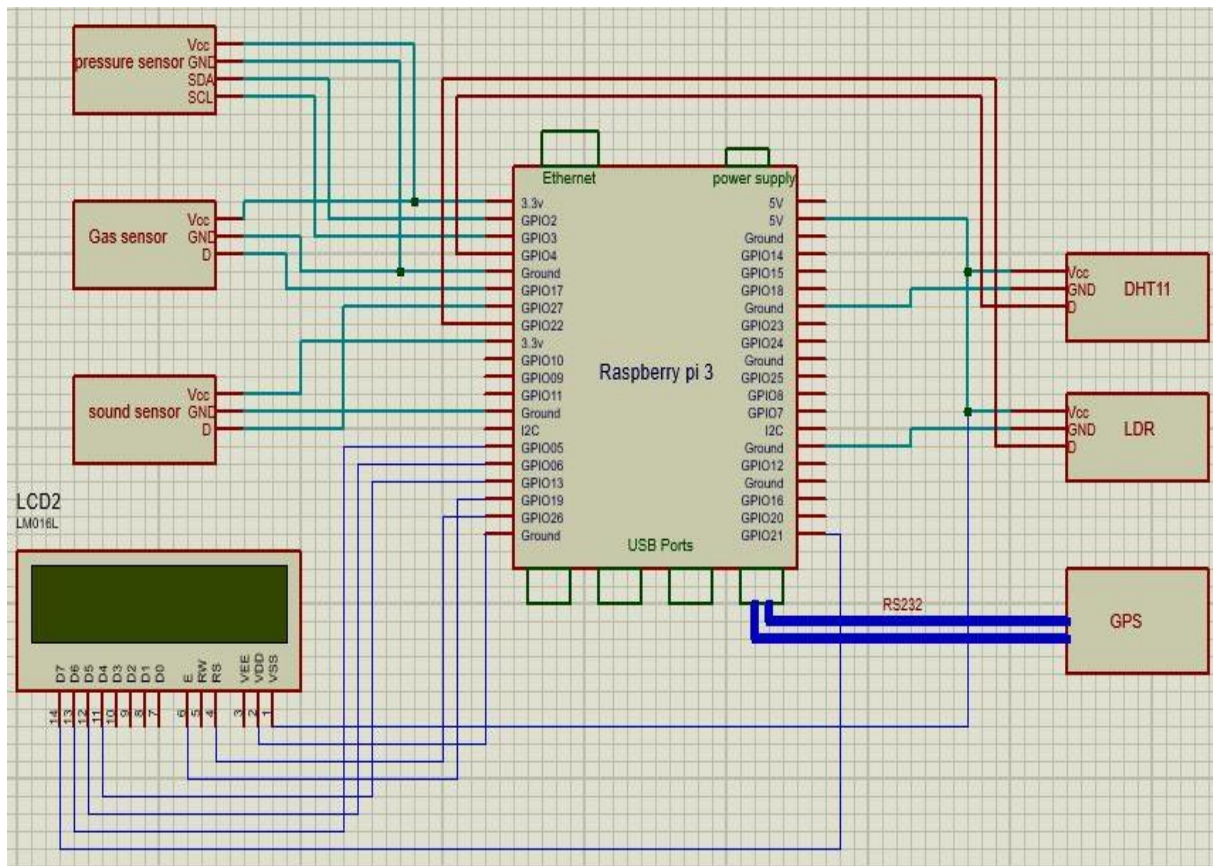 Vcc
pressure sensor GND
SDA
SCL
Ethernet
power supply
Vcc
Gas sensor GND
D
3.3v
GPIO2
GPIO3
GPIO4
Ground
GPIO17
GPIO27
GPIO22
3.3v
GPIO10
GPIO09
GPIO11
Ground
I2C
GPIO05
GPIO06
GPIO13
GPIO19
GPIO26
Ground
Raspberry pi 3
5V
5V
Ground
GPIO14
GPIO15
GPIO18
Ground
GPIO23
GPIO24
Ground
GPIO25
GPIO8
GPIO7
I2C
Ground
GPIO12
Ground
GPIO16
GPIO20
GPIO21
USB Ports
Vcc
GND DHT11
D
Vcc
sound sensor GND
D
Vcc
GND LDR
D
LCD2
LM016L
D7 D6 D5 D4 D3 D2 D1 D0 E RW RS VEE VDD VSS
14 13 12 11 10 9 8 7 6 5 4 3 2 1
RS232
GPS